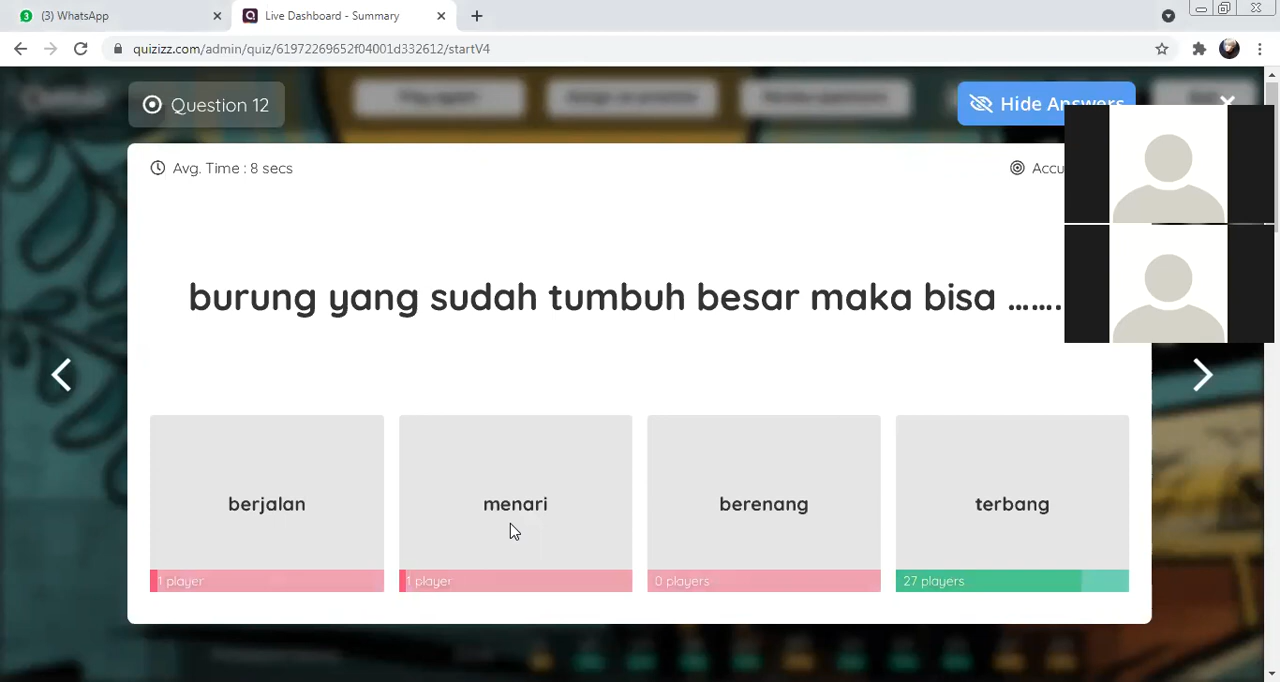 (3) WhatsApp
Live Dashboard - Summary
quizizz.com/admin/quiz/61972269652f04001d332612/startV4
Question 12
Hide Answers
Avg. Time : 8 secs
Accu
burung yang sudah tumbuh besar maka bisa .......
berjalan
menari
berenang
terbang
1 player
1 player
0 players
27 players